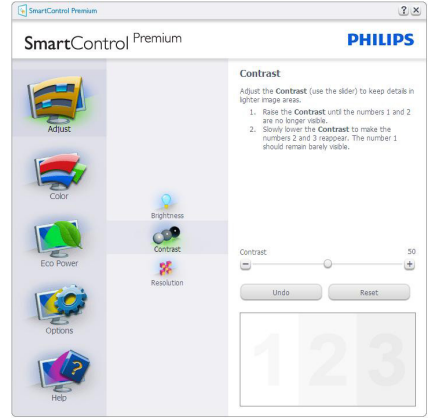 SmartControl Premium
? ×
SmartControl Premium
PHILIPS
Adjust
Color
Eco Power
Options
Help
Brightness
Contrast
Resolution
Contrast
Adjust the Contrast (use the slider) to keep details in
lighter image areas.
1. Raise the Contrast until the numbers 1 and 2
are no longer visible.
2. Slowly lower the Contrast to make the
numbers 2 and 3 reappear. The number 1
should remain barely visible.
Contrast 50
Undo Reset
1 2 3